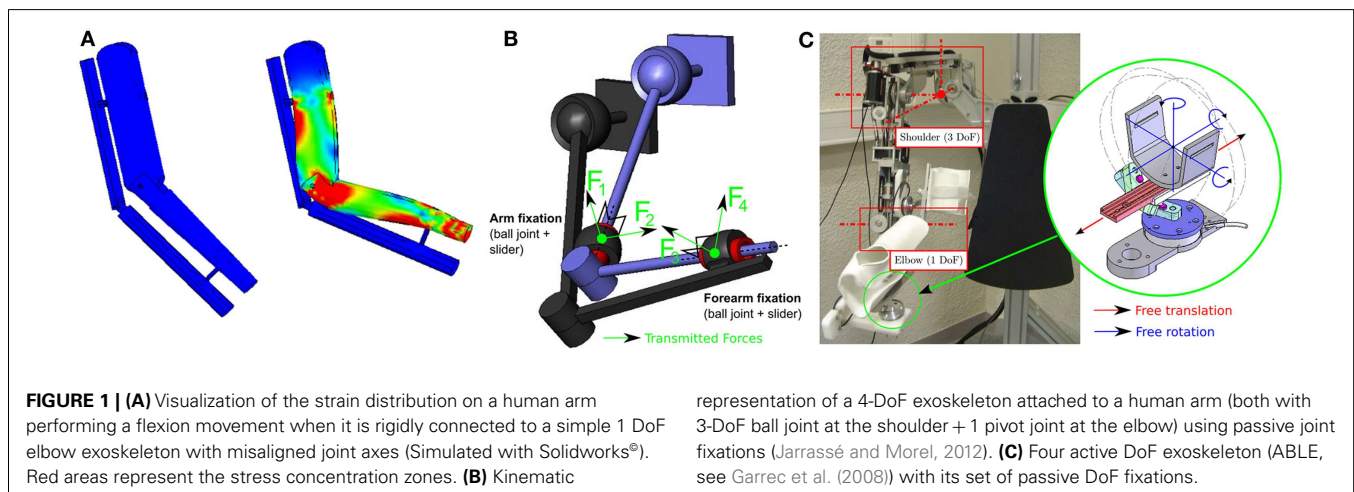 A
B
C
F1
F2
F4
F3
Arm fixation
(ball joint +
slider)
Forearm fixation
(ball joint + slider)
Transmitted Forces
Shoulder (3 DoF)
Elbow (1 DoF)
Free translation
Free rotation
FIGURE 1 | (A) Visualization of the strain distribution on a human arm
performing a flexion movement when it is rigidly connected to a simple 1 DoF
elbow exoskeleton with misaligned joint axes (Simulated with Solidworks©).
Red areas represent the stress concentration zones. (B) Kinematic
representation of a 4-DoF exoskeleton attached to a human arm (both with
3-DoF ball joint at the shoulder + 1 pivot joint at the elbow) using passive joint
fixations (Jarrassé and Morel, 2012). (C) Four active DoF exoskeleton (ABLE,
see Garrec et al. (2008)) with its set of passive DoF fixations.